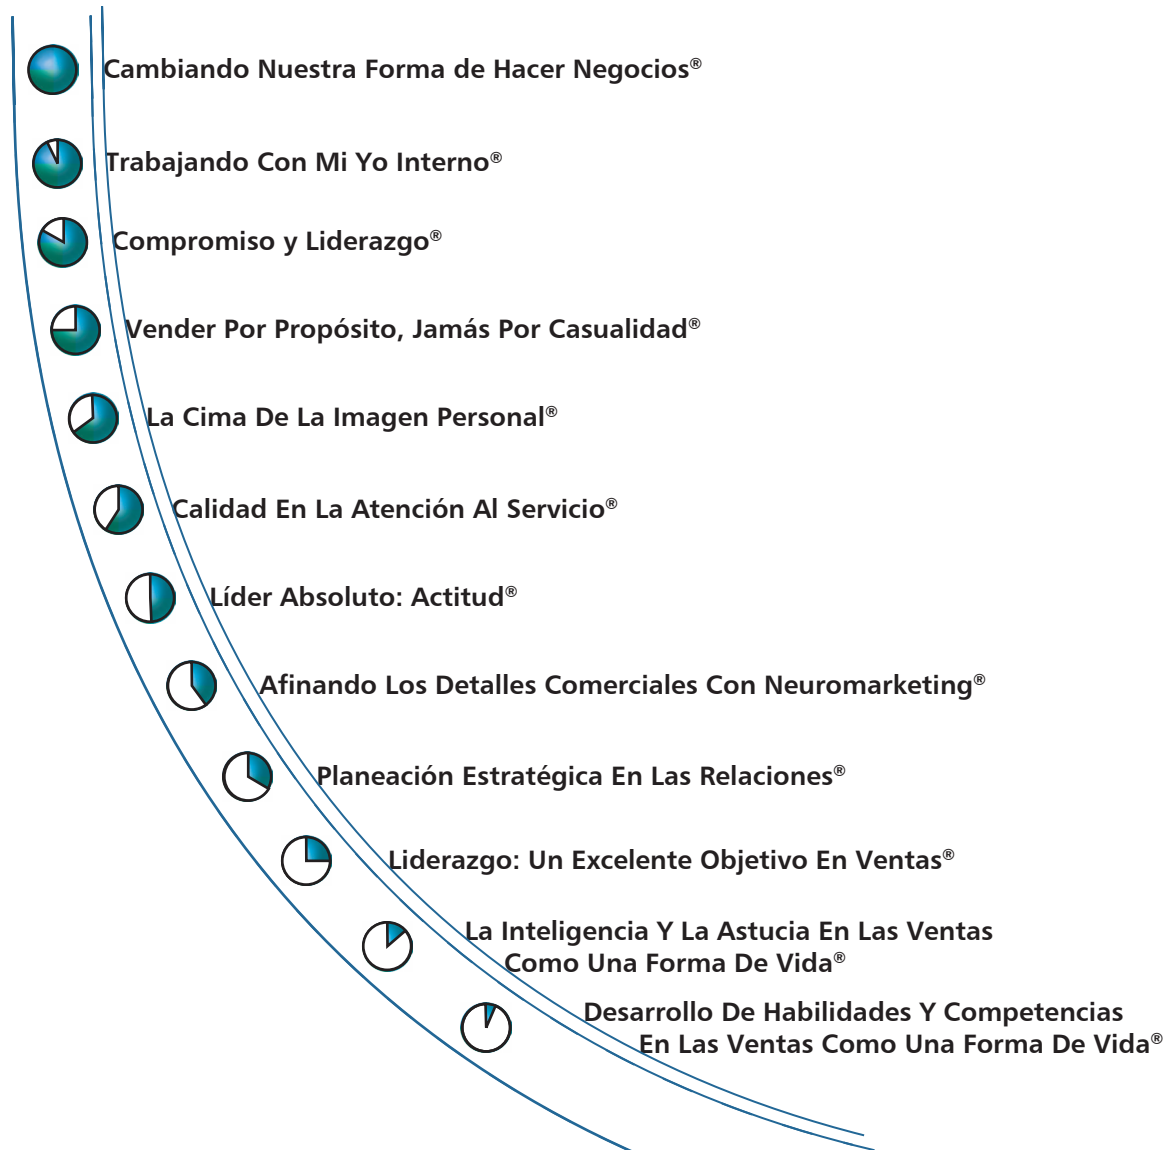 Cambiando Nuestra Forma de Hacer Negocios®
Trabajando Con Mi Yo Interno®
Compromiso y Liderazgo®
Vender Por Propósito, Jamás Por Casualidad®
La Cima De La Imagen Personal®
Calidad En La Atención Al Servicio®
Líder Absoluto: Actitud®
Afinando Los Detalles Comerciales Con Neuromarketing®
Planeación Estratégica En Las Relaciones®
Liderazgo: Un Excelente Objetivo En Ventas®
La Inteligencia Y La Astucia En Las Ventas
Como Una Forma De Vida®
Desarrollo De Habilidades Y Competencias
En Las Ventas Como Una Forma De Vida®